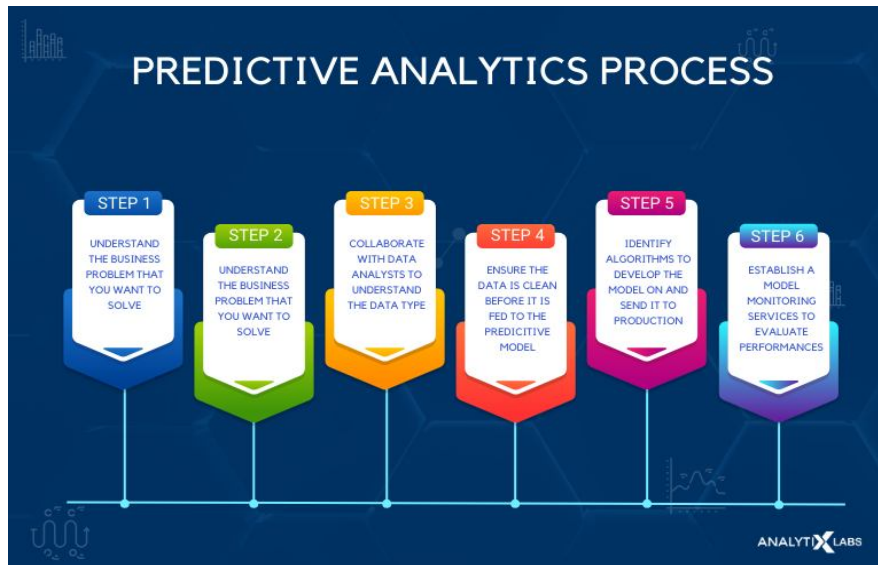 PREDICTIVE ANALYTICS PROCESS
STEP 1
UNDERSTAND
THE BUSINESS
PROBLEM THAT
YOU WANT TO
SOLVE
STEP 2
UNDERSTAND
THE BUSINESS
PROBLEM THAT
YOU WANT TO
SOLVE
STEP 3
COLLABORATE
WITH DATA
ANALYSTS TO
UNDERSTAND
THE DATA TYPE
STEP 4
ENSURE THE
DATA IS CLEAN
BEFORE IT IS
FED TO THE
PREDICITIVE
MODEL
STEP 5
IDENTIFY
ALGORITHMS TO
DEVELOP THE
MODEL ON AND
SEND IT TO
PRODUCTION
STEP 6
ESTABLISH A
MODEL
MONITORING
SERVICES TO
EVALUATE
PERFORMANCES
ANALYTIX LABS